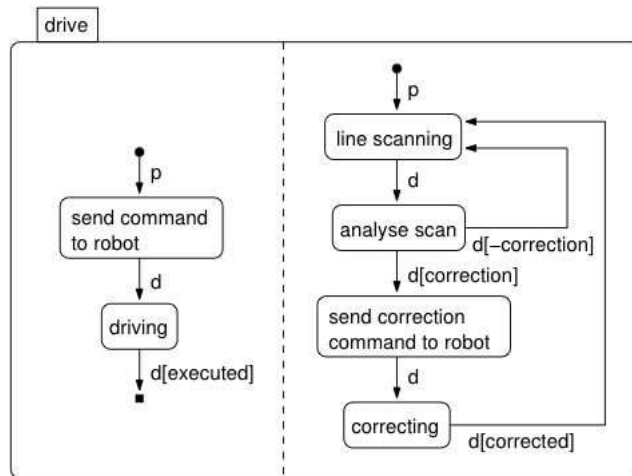 drive
p
send command
to robot
d
driving
d[executed]
p
line scanning
d
analyse scan
d[−correction]
d[correction]
send correction
command to robot
d
correcting
d[corrected]